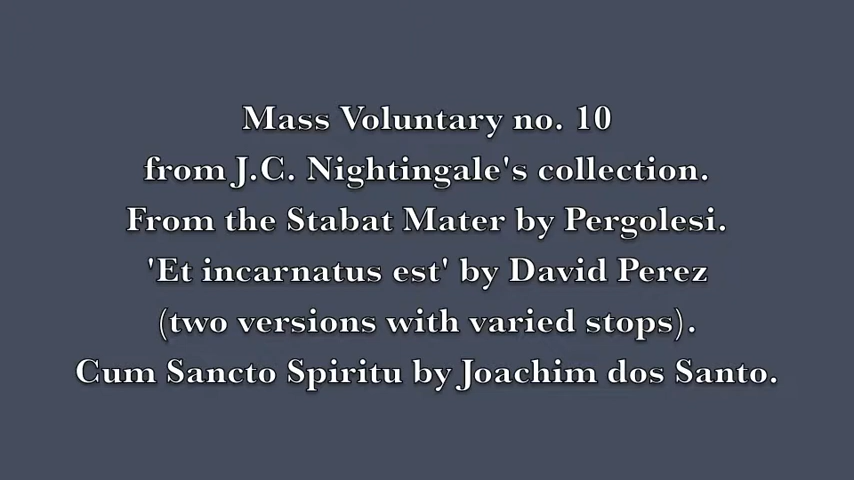 Mass Voluntary no. 10
from J.C. Nightingale's collection.
From the Stabat Mater by Pergolesi.
'Et incarnatus est' by David Perez
(two versions with varied stops).
Cum Sancto Spiritu by Joachim dos Santo.